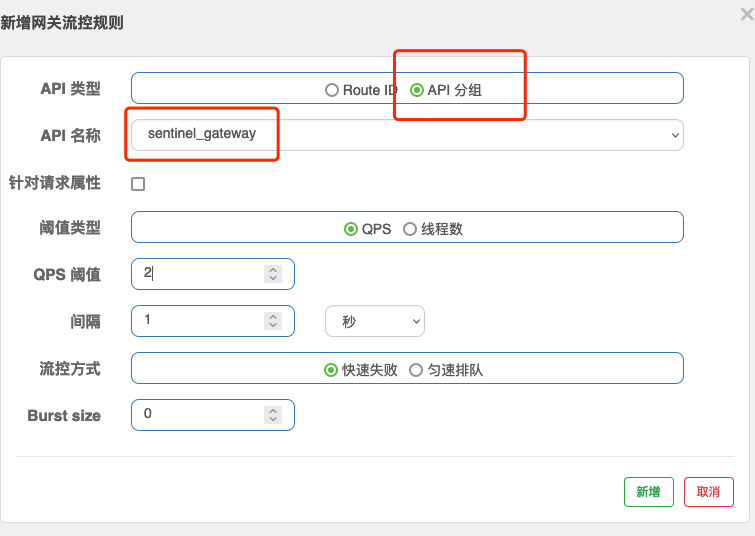 新增网关流控规则
×
API 类型 Route ID API 分组
API 名称 sentinel_gateway
针对请求属性
阈值类型 QPS 线程数
QPS 阈值 2
间隔 1 秒
流控方式 快速失败 匀速排队
Burst size 0
新增 取消